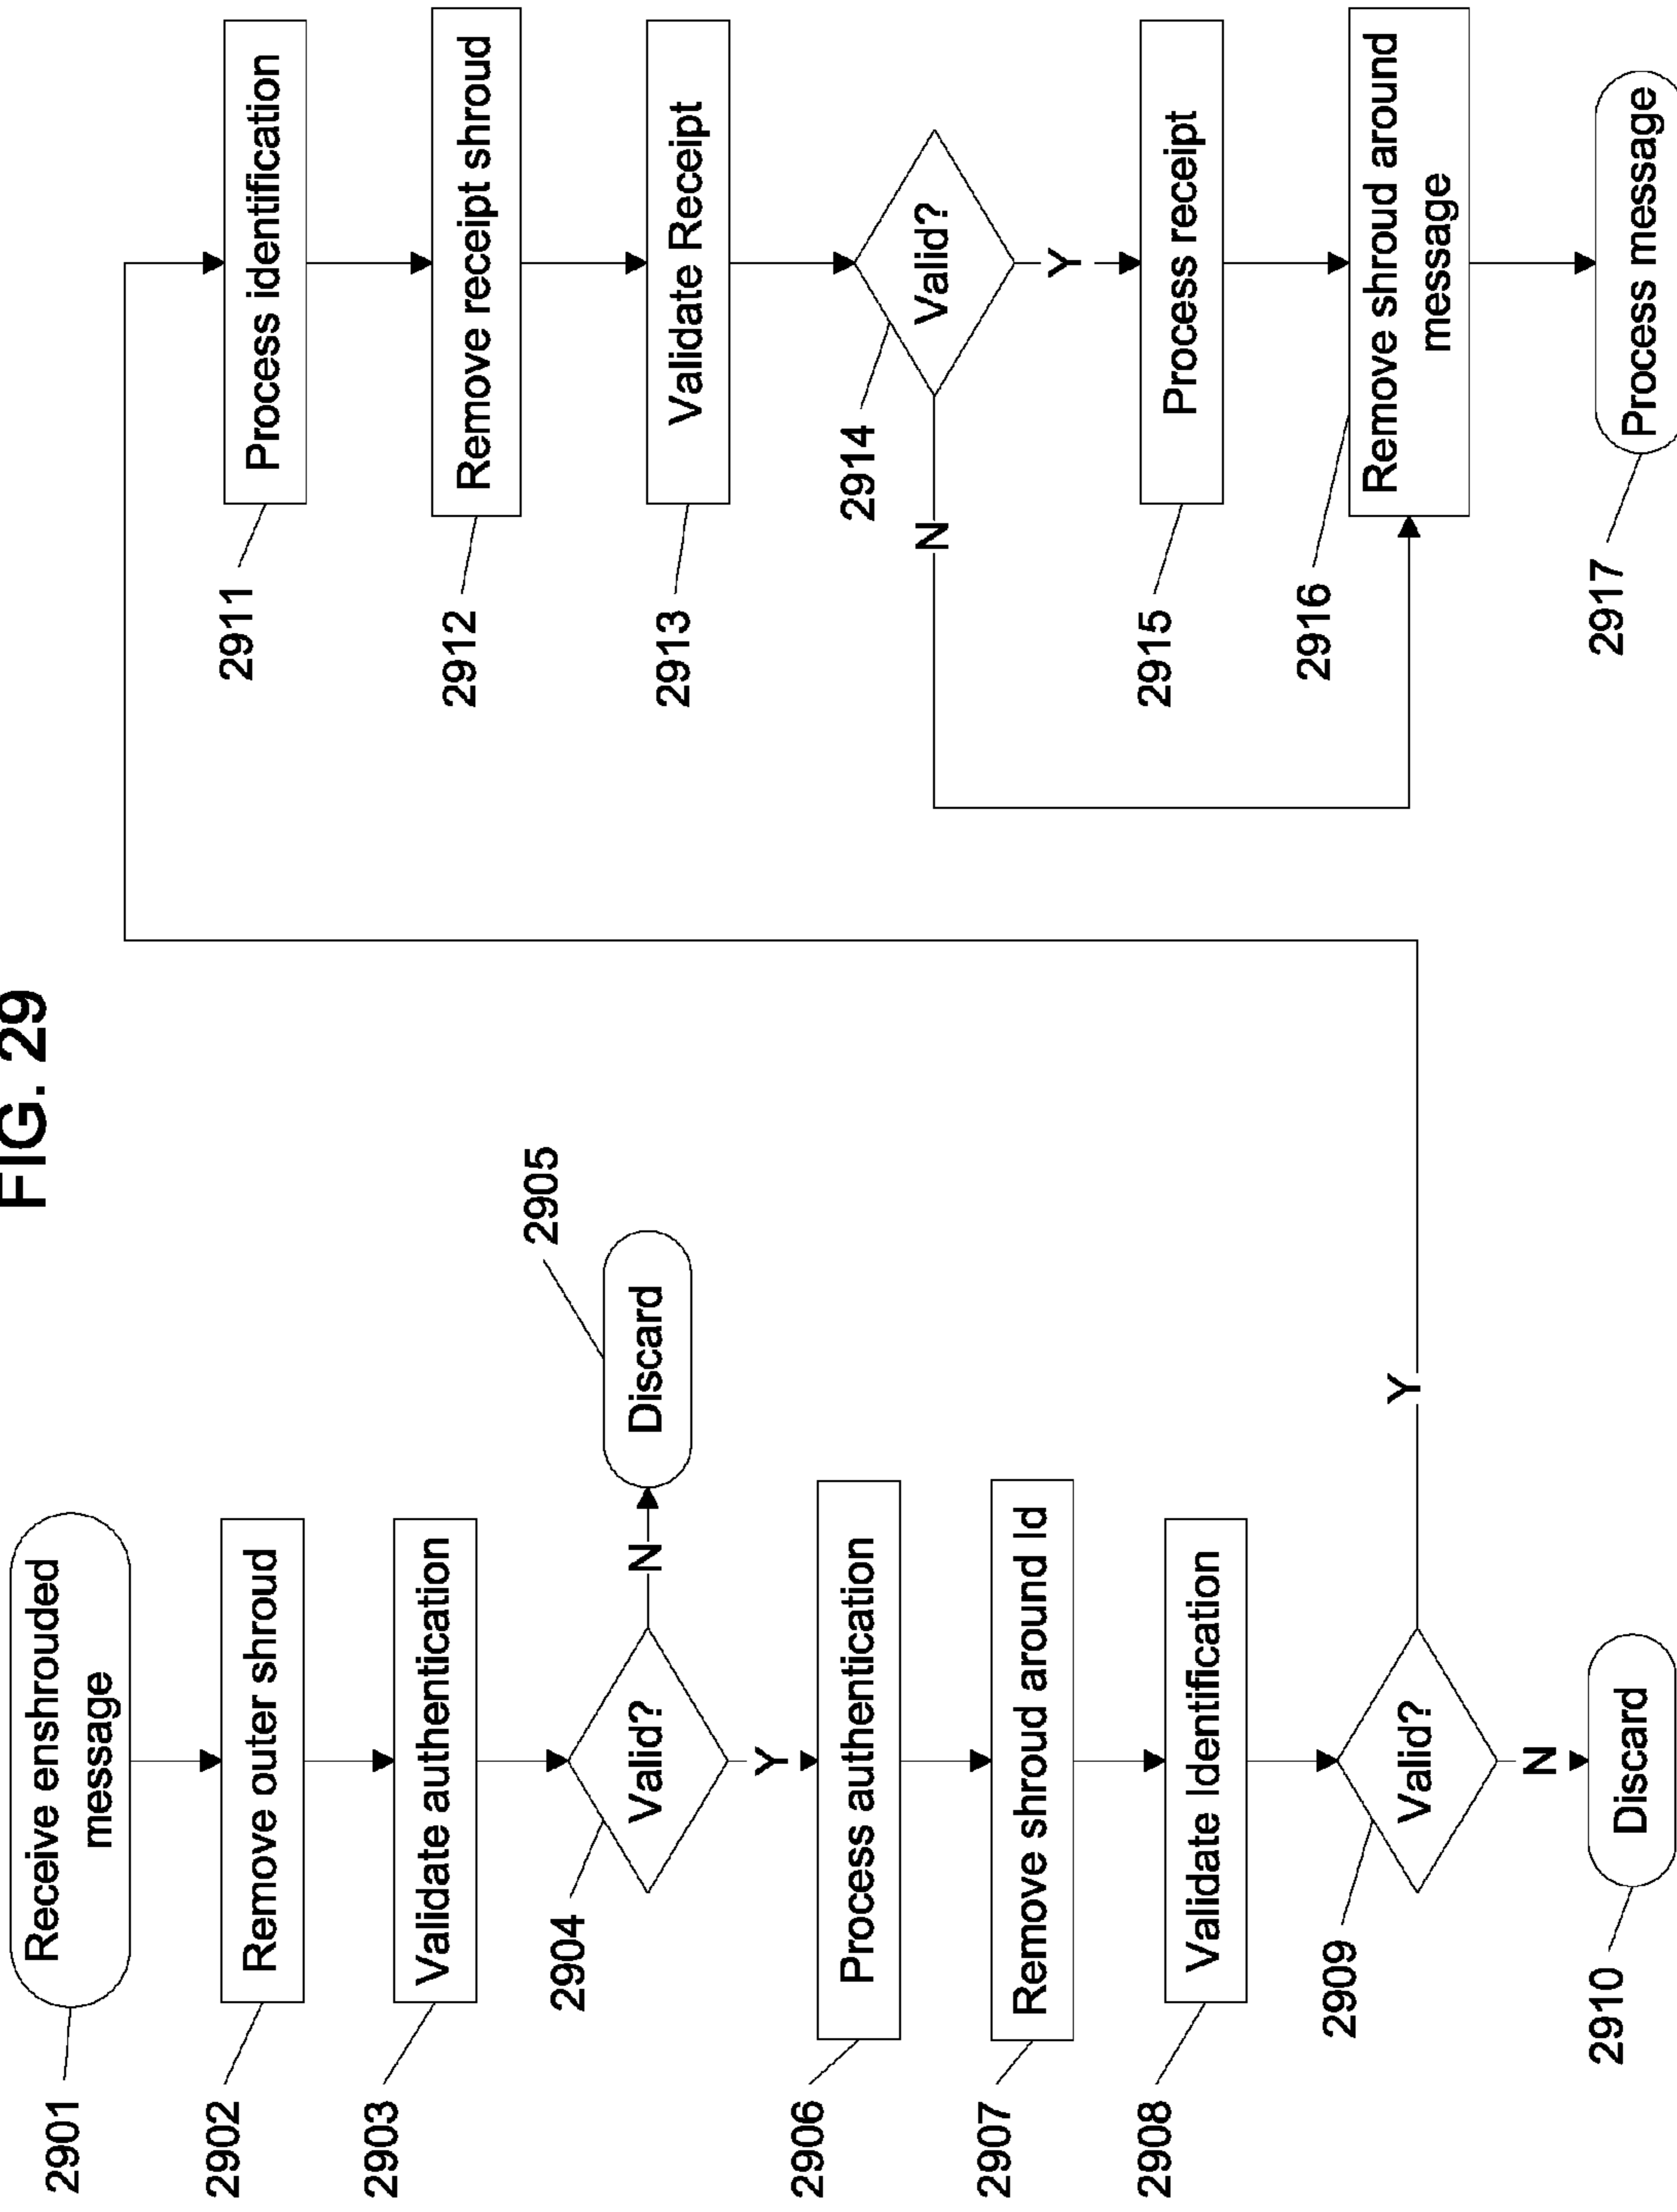 FIG. 29
2901
Receive enshrouded
message
2902
Remove outer shroud
2903
Validate authentication
2904
Valid?
N
Discard
2905
Y
2906
Process authentication
2907
Remove shroud around Id
2908
Validate Identification
2909
Valid?
Y
N
2910
Discard
2911
Process identification
2912
Remove receipt shroud
2913
Validate Receipt
2914
Valid?
N
Y
2915
Process receipt
2916
Remove shroud around
message
2917
Process message